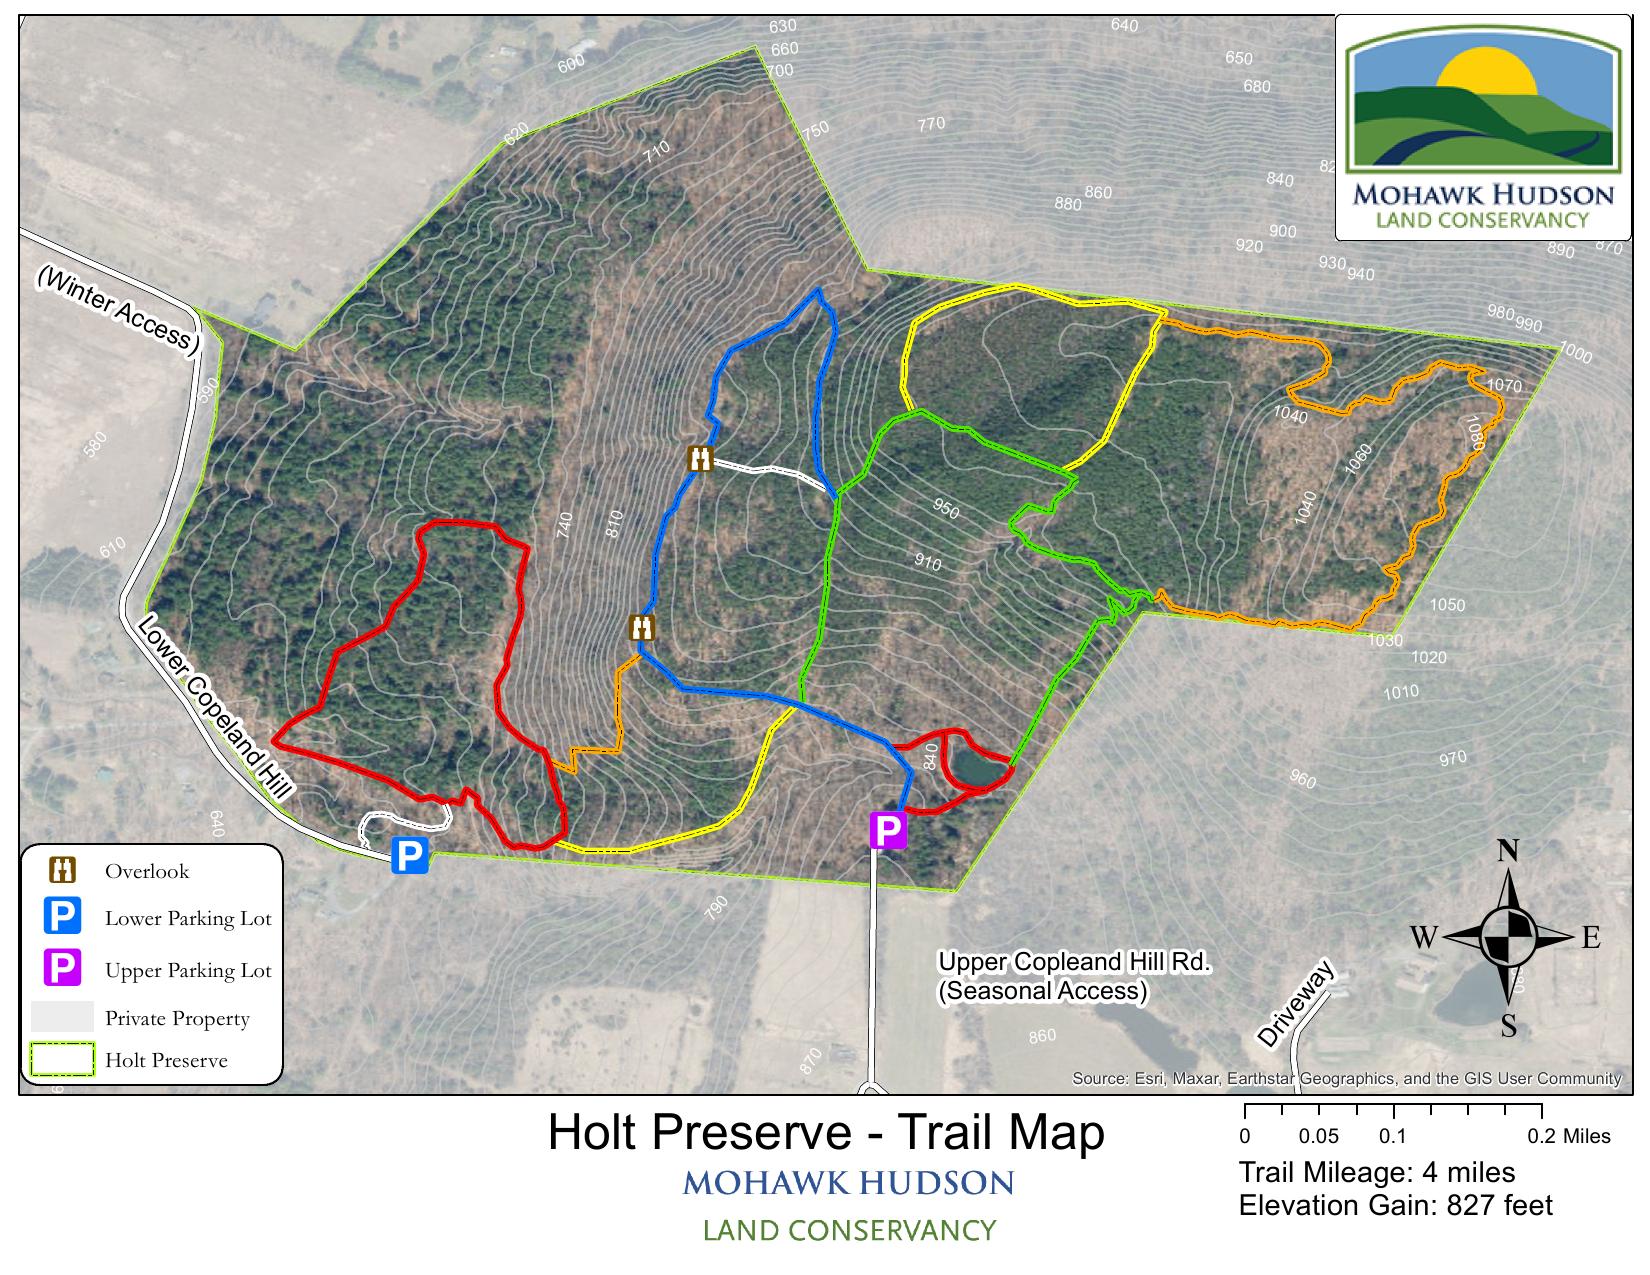 630
640
660
600
650
700
680
620
750
770
710
840
860
880
900
920
930
940
890
870
MOHAWK HUDSON
LAND CONSERVANCY
(Winter Access)
980
990
1000
590
1070
1040
1080
580
1060
950
1040
740
810
610
910
1050
1030
1020
1010
Lower Copeland Hill
840
970
960
640
P
P
Overlook
P Lower Parking Lot
P Upper Parking Lot
Private Property
Holt Preserve
790
Upper Copleand Hill Rd.
(Seasonal Access)
860
870
Driveway
N
W E
S
Source: Esri, Maxar, Earthstar Geographics, and the GIS User Community
Holt Preserve - Trail Map
MOHAWK HUDSON
LAND CONSERVANCY
0 0.05 0.1 0.2 Miles
Trail Mileage: 4 miles
Elevation Gain: 827 feet